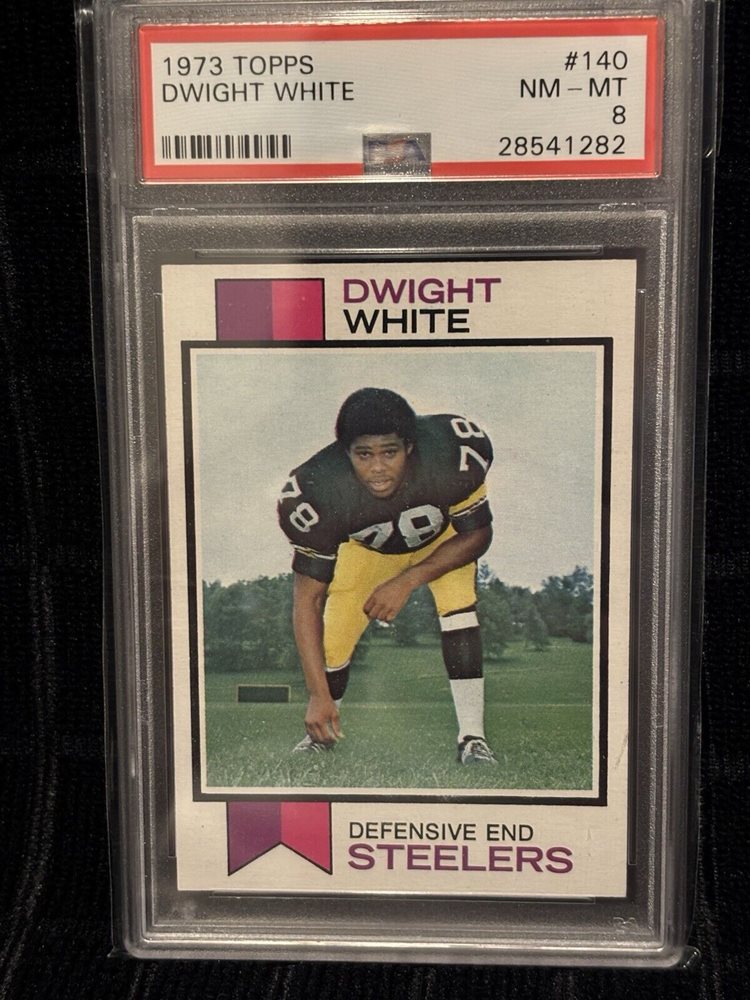 1973 TOPPS
DWIGHT WHITE
#140
NM – MT
8
28541282
DWIGHT
WHITE
78
78
78
DEFENSIVE END
STEELERS